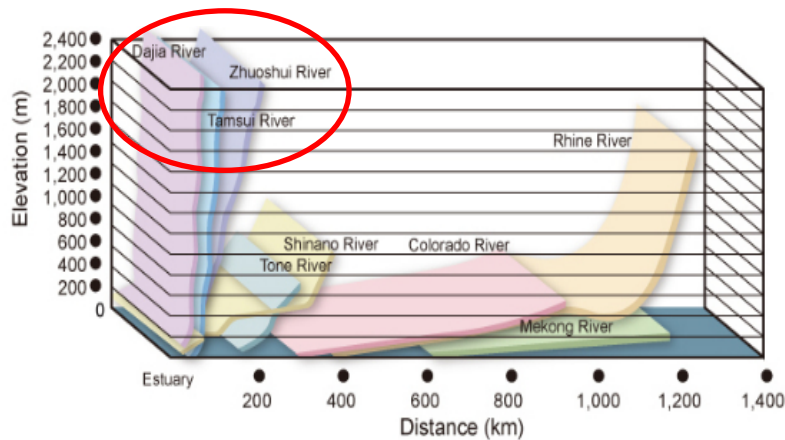 2,400
Dajia River
2,200
Zhuoshui River
2,000
1,800
Tamsui River
1,600
Rhine River
1,400
1,200
1,000
800
Shinano River
Colorado River
600
Tone River
400
200
0
Mekong River
Elevation (m)
Estuary
200
400
600
800
1,000
1,200
1,400
Distance (km)